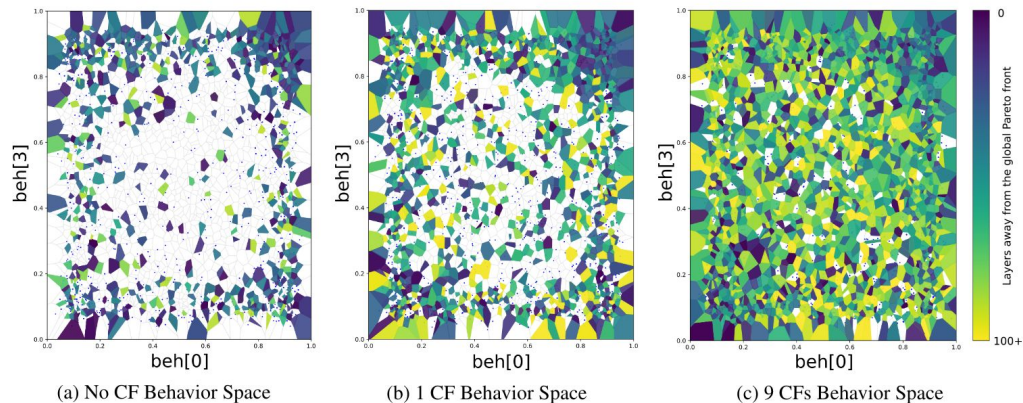 1.0
0.8
0.6
0.4
0.2
0.0
beh[3]
0.0 0.2 0.4 0.6 0.8 1.0
beh[0]
(a) No CF Behavior Space
1.0
0.8
0.6
0.4
0.2
0.0
beh[3]
0.0 0.2 0.4 0.6 0.8 1.0
beh[0]
(b) 1 CF Behavior Space
1.0
0.8
0.6
0.4
0.2
0.0
beh[3]
0.0 0.2 0.4 0.6 0.8 1.0
beh[0]
(c) 9 CFs Behavior Space
0
Layers away from the global Pareto front
100+